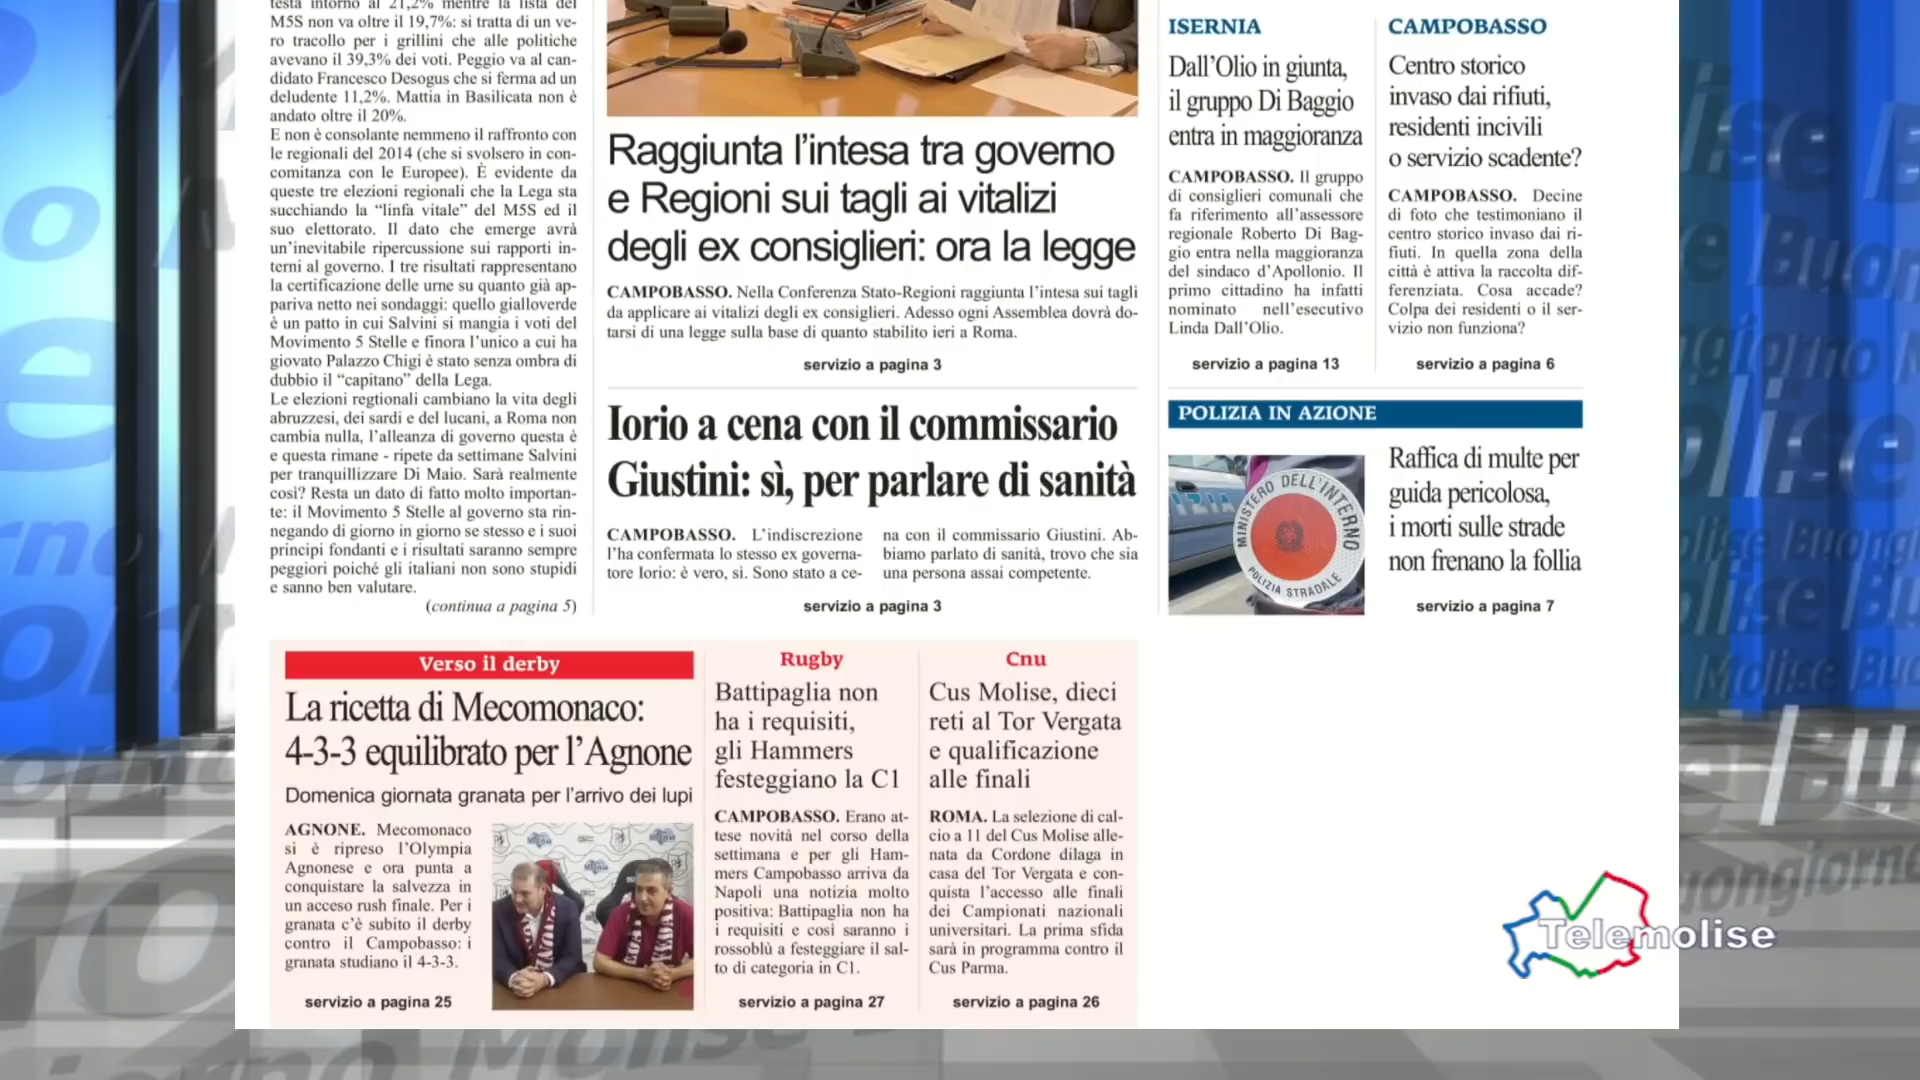 testa intorno al 21,2% mentre la lista del
M5S non va oltre il 19,7%: si tratta di un ve-
ro tracollo per i grillini che alle politiche
avevano il 39,3% dei voti. Peggio va al can-
didato Francesco Desogus che si ferma ad un
deludente 11,2%. Mattia in Basilicata non è
andato oltre il 20%.
E non è consolante nemmeno il raffronto con
le regionali del 2014 (che si svolsero in con-
comitanza con le Europee). È evidente da
queste tre elezioni regionali che la Lega sta
succhiando la “linfa vitale” del M5S ed il
suo elettorato. Il dato che emerge avrà
un’inevitabile ripercussione sui rapporti in-
terni al governo. I tre risultati rappresentano
la certificazione delle urne su quanto già ap-
pariva netto nei sondaggi: quello gialloverde
è un patto in cui Salvini si mangia i voti del
Movimento 5 Stelle e finora l’unico a cui ha
giovato Palazzo Chigi è stato senza ombra di
dubbio il “capitano” della Lega.
Le elezioni regtionali cambiano la vita degli
abruzzesi, dei sardi e del lucani, a Roma non
cambia nulla, l’alleanza di governo questa è
e questa rimane - ripete da settimane Salvini
per tranquillizzare Di Maio. Sarà realmente
così? Resta un dato di fatto molto importan-
te: il Movimento 5 Stelle al governo sta rin-
negando di giorno in giorno se stesso e i suoi
principi fondanti e i risultati saranno sempre
peggiori poiché gli italiani non sono stupidi
e sanno ben valutare.
(continua a pagina 5)
Raggiunta l’intesa tra governo
e Regioni sui tagli ai vitalizi
degli ex consiglieri: ora la legge
CAMPOBASSO. Nella Conferenza Stato-Regioni raggiunta l’intesa sui tagli
da applicare ai vitalizi degli ex consiglieri. Adesso ogni Assemblea dovrà do-
tarsi di una legge sulla base di quanto stabilito ieri a Roma.
servizio a pagina 3
Iorio a cena con il commissario
Giustini: sì, per parlare di sanità
CAMPOBASSO. L’indiscrezione
l’ha confermata lo stesso ex governa-
tore Iorio: è vero, sì. Sono stato a ce-
na con il commissario Giustini. Ab-
biamo parlato di sanità, trovo che sia
una persona assai competente.
servizio a pagina 3
ISERNIA
Dall’Olio in giunta,
il gruppo Di Baggio
entra in maggioranza
CAMPOBASSO. Il gruppo
di consiglieri comunali che
fa riferimento all’assessore
regionale Roberto Di Bag-
gio entra nella maggioranza
del sindaco d’Apollonio. Il
primo cittadino ha infatti
nominato nell’esecutivo
Linda Dall’Olio.
servizio a pagina 13
CAMPOBASSO
Centro storico
invaso dai rifiuti,
residenti incivili
o servizio scadente?
CAMPOBASSO. Decine
di foto che testimoniano il
centro storico invaso dai ri-
fiuti. In quella zona della
città è attiva la raccolta dif-
ferenziata. Cosa accade?
Colpa dei residenti o il ser-
vizio non funziona?
servizio a pagina 6
POLIZIA IN AZIONE
MINISTERO DELL'INTERNO
POLIZIA STRADALE
Raffica di multe per
guida pericolosa,
i morti sulle strade
non frenano la follia
servizio a pagina 7
Verso il derby
La ricetta di Mecomonaco:
4-3-3 equilibrato per l’Agnone
Domenica giornata granata per l’arrivo dei lupi
AGNONE. Mecomonaco
si è ripreso l’Olympia
Agnonese e ora punta a
conquistare la salvezza in
un acceso rush finale. Per i
granata c’è subito il derby
contro il Campobasso: i
granata studiano il 4-3-3.
servizio a pagina 25
Rugby
Battipaglia non
ha i requisiti,
gli Hammers
festeggiano la C1
CAMPOBASSO. Erano at-
tese novità nel corso della
settimana e per gli Ham-
mers Campobasso arriva da
Napoli una notizia molto
positiva: Battipaglia non ha
i requisiti e così saranno i
rossoblù a festeggiare il sal-
to di categoria in C1.
servizio a pagina 27
Cnu
Cus Molise, dieci
reti al Tor Vergata
e qualificazione
alle finali
ROMA. La selezione di cal-
cio a 11 del Cus Molise alle-
nata da Cordone dilaga in
casa del Tor Vergata e con-
quista l’accesso alle finali
dei Campionati nazionali
universitari. La prima sfida
sarà in programma contro il
Cus Parma.
servizio a pagina 26
Telemolise